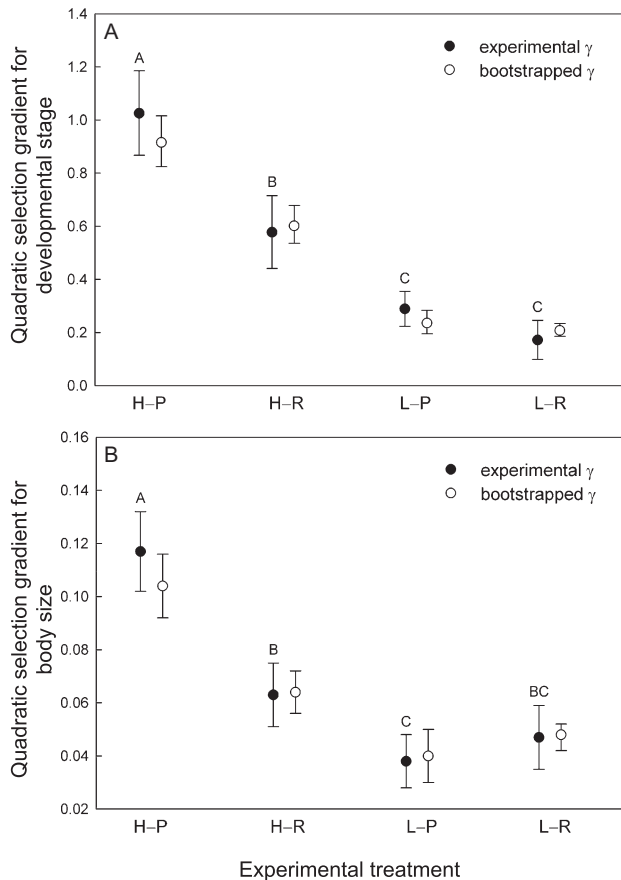 A
experimental γ
bootstrapped γ
Quadratic selection gradient for
developmental stage
1.4
1.2
1.0
0.8
0.6
0.4
0.2
0.0
A
B
C
C
H–P
H–R
L–P
L–R
B
experimental γ
bootstrapped γ
Quadratic selection gradient for
body size
0.16
0.14
0.12
0.10
0.08
0.06
0.04
0.02
A
B
C
BC
H–P
H–R
L–P
L–R
Experimental treatment